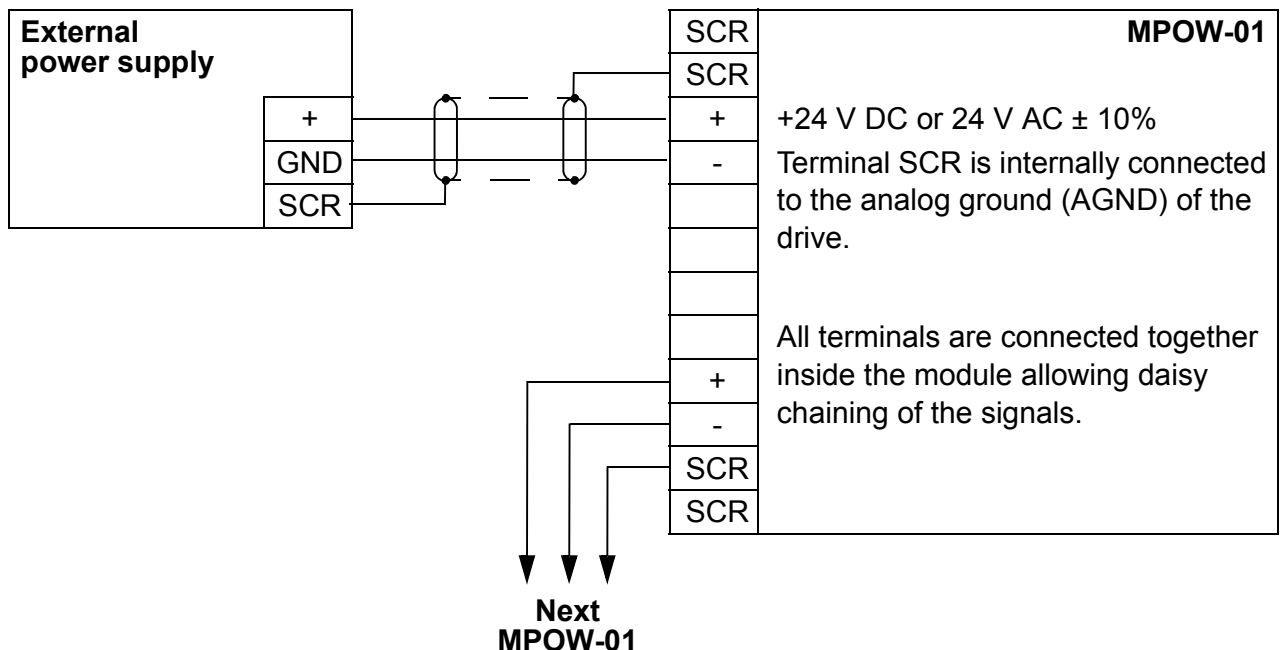 External
power supply
+
GND
SCR
SCR
SCR
+
-
+
-
SCR
SCR
MPOW-01
+24 V DC or 24 V AC ± 10%
Terminal SCR is internally connected
to the analog ground (AGND) of the
drive.
All terminals are connected together
inside the module allowing daisy
chaining of the signals.
Next
MPOW-01